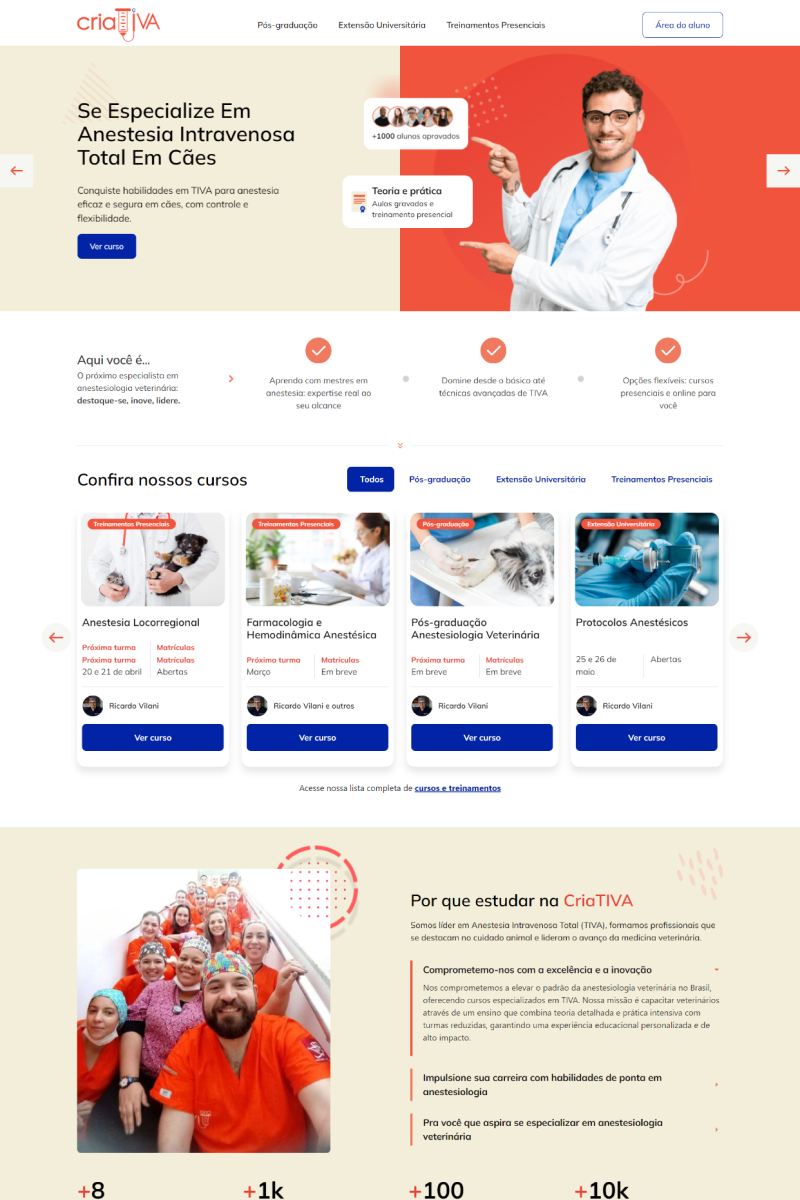 criaTIVA
Pós-graduação
Extensão Universitária
Treinamentos Presenciais
Área do aluno
Se Especialize Em
Anestesia Intravenosa
Total Em Cães
Conquiste habilidades em TIVA para anestesia
eficaz e segura em cães, com controle e
flexibilidade.
Ver curso
+1000 alunos aprovados
Teoria e prática
Aulas gravadas e
treinamento presencial
Aqui você é...
O próximo especialista em
anestesiologia veterinária:
destaque-se, inove, lidere.
Aprenda com mestres em
anestesia: expertise real ao
seu alcance
Domine desde o básico até
técnicas avançadas de TIVA
Opções flexíveis: cursos
presenciais e online para
você
Confira nossos cursos
Todos
Pós-graduação
Extensão Universitária
Treinamentos Presenciais
Treinamentos Presenciais
Anestesia Locorregional
Próxima turma
Matrículas
Próxima turma
Matrículas
20 e 21 de abril
Abertas
Ricardo Vilani
Ver curso
Treinamentos Presenciais
Farmacologia e
Hemodinâmica Anestésica
Próxima turma
Matrículas
Março
Em breve
Ricardo Vilani e outros
Ver curso
Pós-graduação
Pós-graduação
Anestesiologia Veterinária
Próxima turma
Matrículas
Em breve
Em breve
Ricardo Vilani
Ver curso
Extensão Universitária
Protocolos Anestésicos
25 e 26 de
maio
Abertas
Ricardo Vilani
Ver curso
Acesse nossa lista completa de cursos e treinamentos
Por que estudar na CriaTIVA
Somos líder em Anestesia Intravenosa Total (TIVA), formamos profissionais que
se destacam no cuidado animal e lideram o avanço da medicina veterinária.
Comprometemo-nos com a excelência e a inovação
Nos comprometemos a elevar o padrão da anestesiologia veterinária no Brasil,
oferecendo cursos especializados em TIVA. Nossa missão é capacitar veterinários
através de um ensino que combina teoria detalhada e prática intensiva com
turmas reduzidas, garantindo uma experiência educacional personalizada e de
alto impacto.
Impulsione sua carreira com habilidades de ponta em
anestesiologia
Pra você que aspira se especializar em anestesiologia
veterinária
+8
+1k
+100
+10k